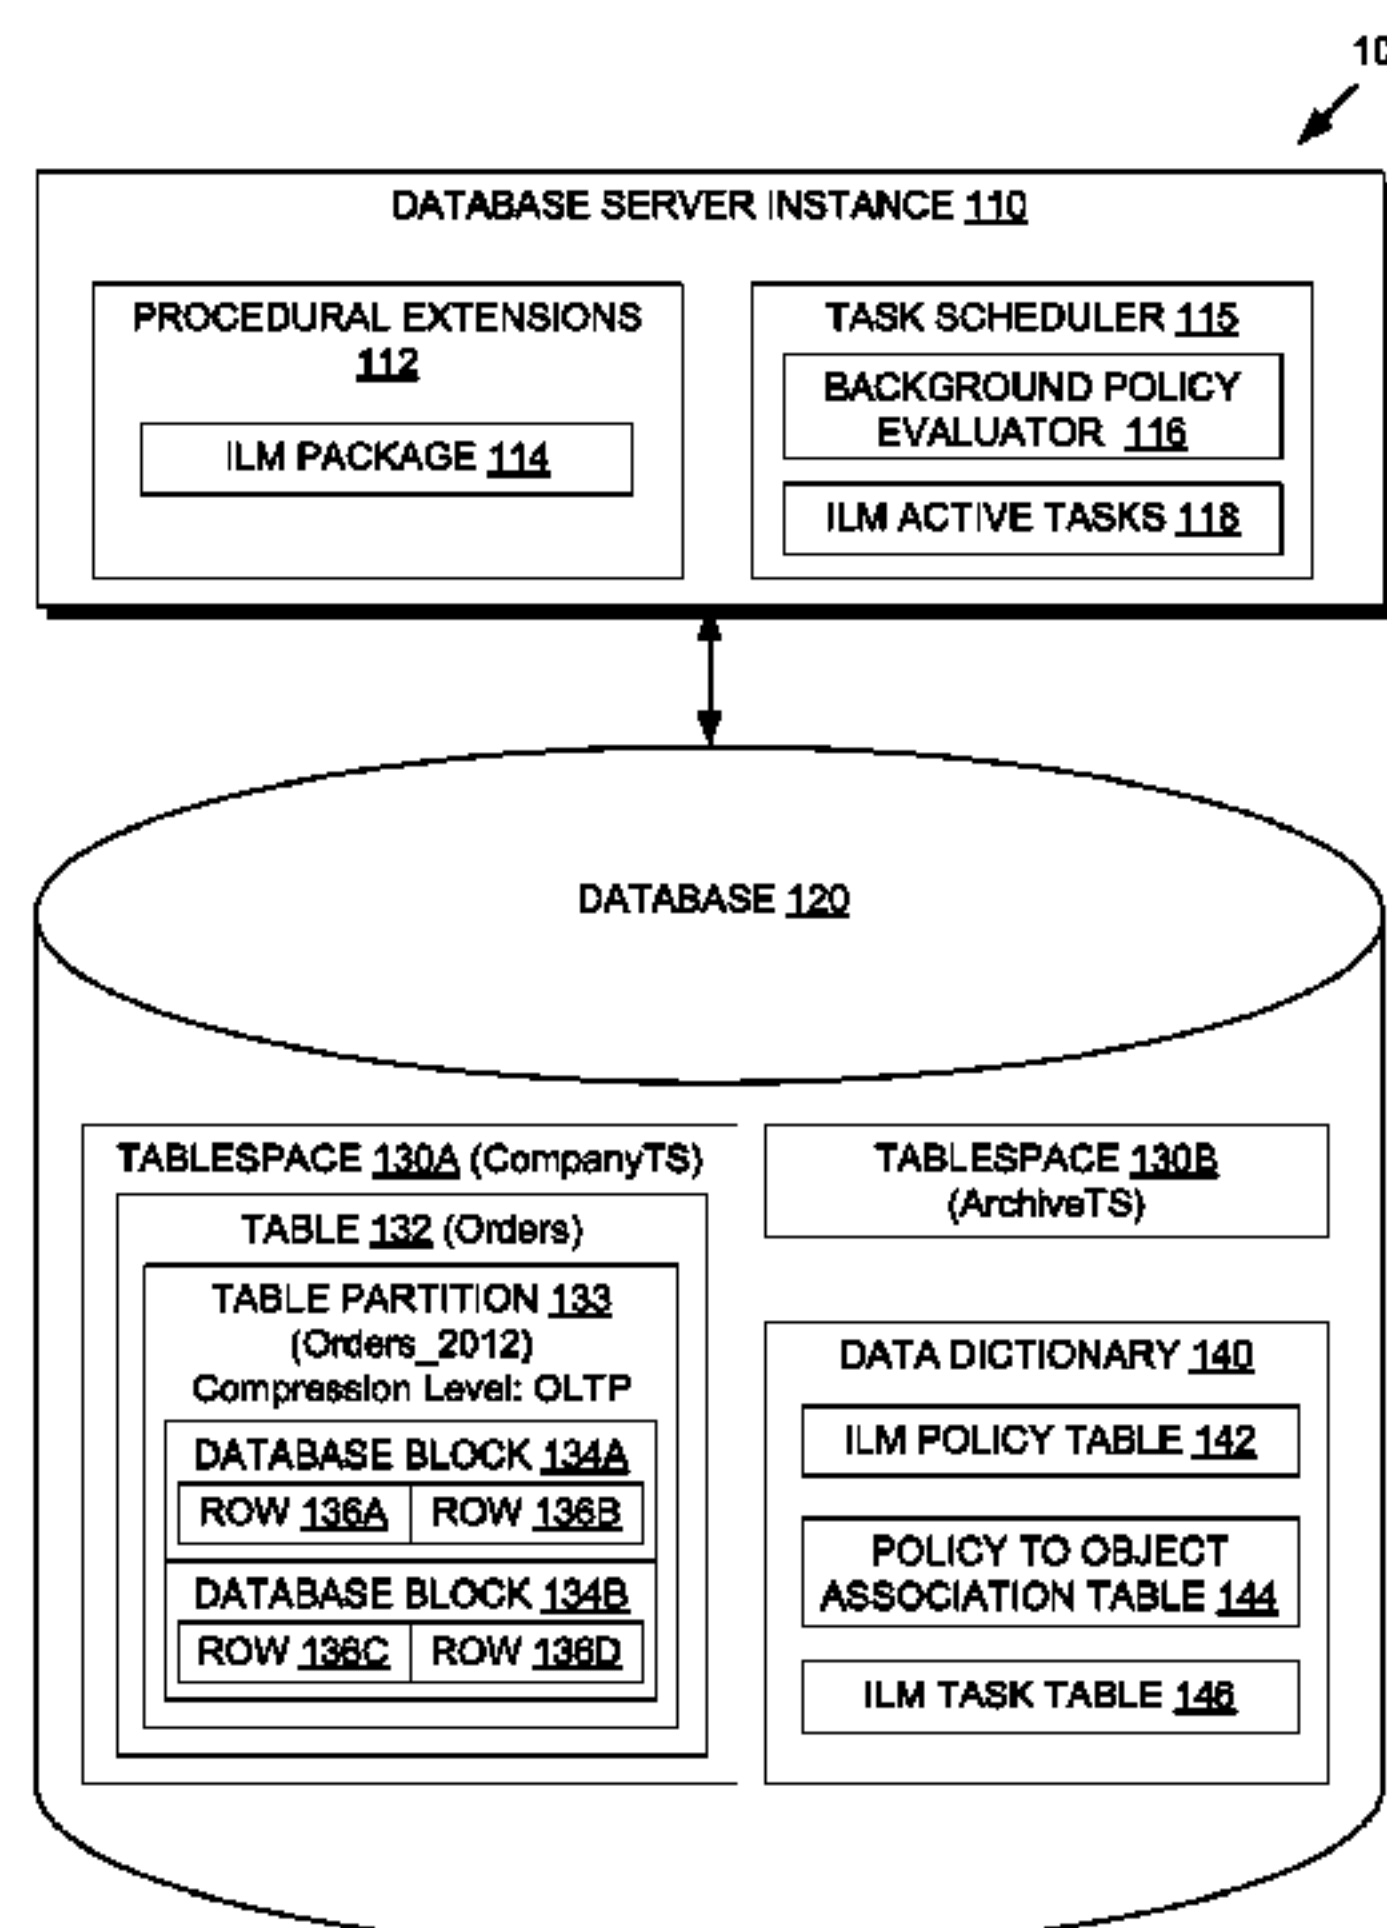 10
DATABASE SERVER INSTANCE 110
PROCEDURAL EXTENSIONS
112
ILM PACKAGE 114
TASK SCHEDULER 115
BACKGROUND POLICY
EVALUATOR 116
ILM ACTIVE TASKS 118
DATABASE 120
TABLESPACE 130A (CompanyTS)
TABLE 132 (Orders)
TABLE PARTITION 133
(Orders_2012)
Compression Level: OLTP
DATABASE BLOCK 134A
ROW 136A ROW 136B
DATABASE BLOCK 134B
ROW 136C ROW 136D
TABLESPACE 130B
(ArchiveTS)
DATA DICTIONARY 140
ILM POLICY TABLE 142
POLICY TO OBJECT
ASSOCIATION TABLE 144
ILM TASK TABLE 146